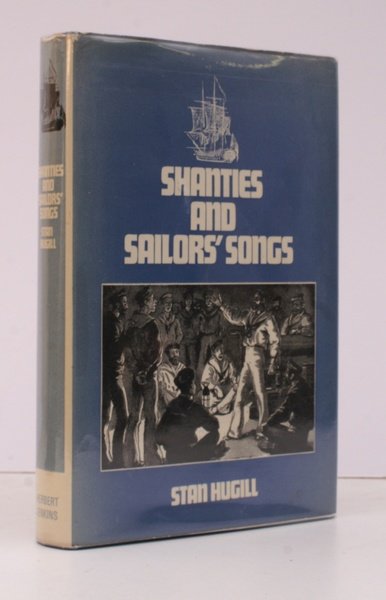 SHANTIES
AND
SAILORS' SONGS
STAN HUGILL
SHANTIES
AND
SAILORS'
SONGS
STAN
HUGILL
HERBERT
JENKINS